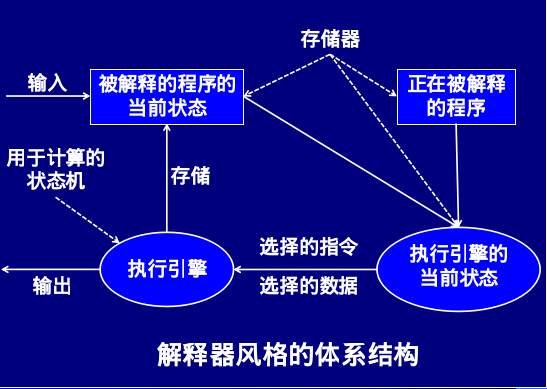 存储器
输入
被解释的程序的
当前状态
正在被解释
的程序
用于计算的
状态机
存储
执行引擎
选择的指令
选择的数据
执行引擎的
当前状态
输出
解释器风格的体系结构